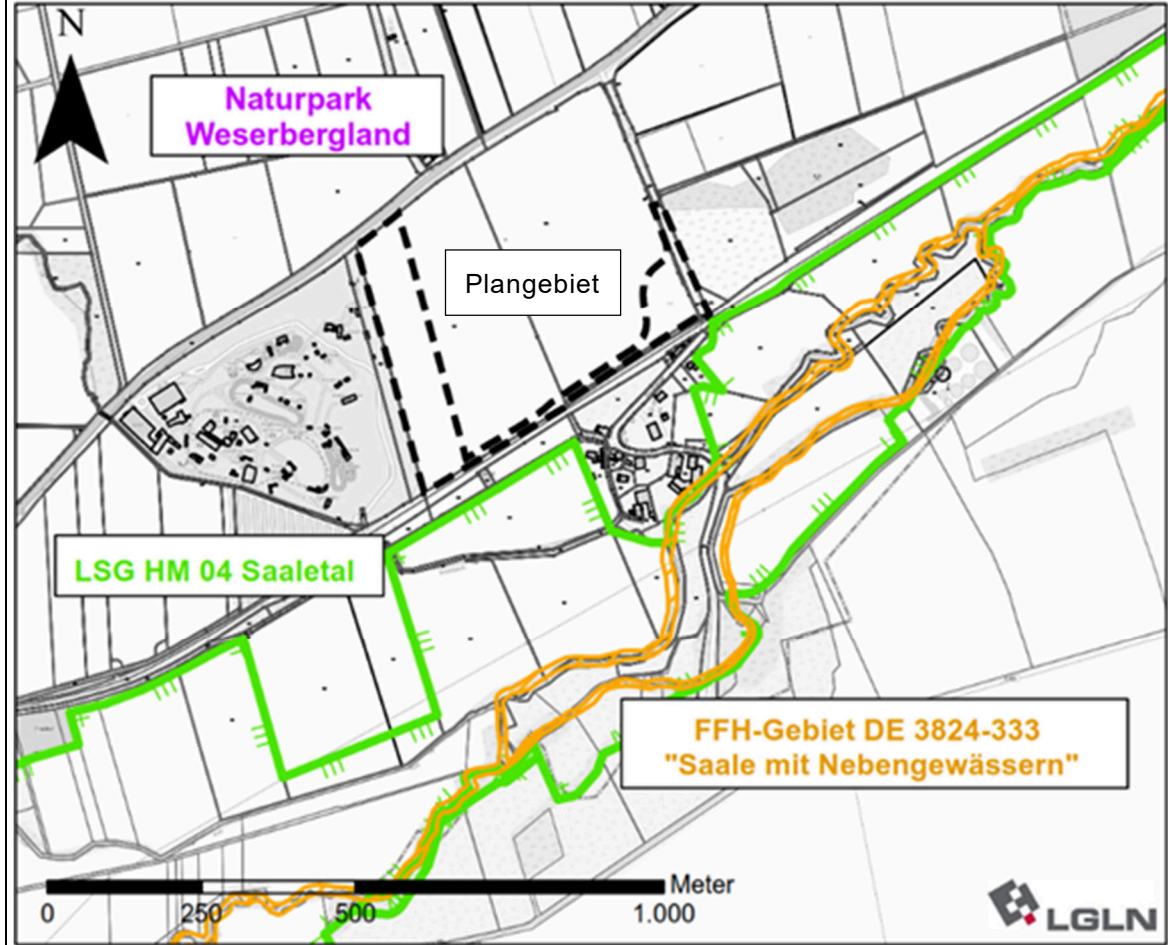 N
Naturpark
Weserbergland
Plangebiet
LSG HM 04 Saaletal
FFH-Gebiet DE 3824-333
"Saale mit Nebengewässern"
Meter
0 250 500 1.000
LGLN